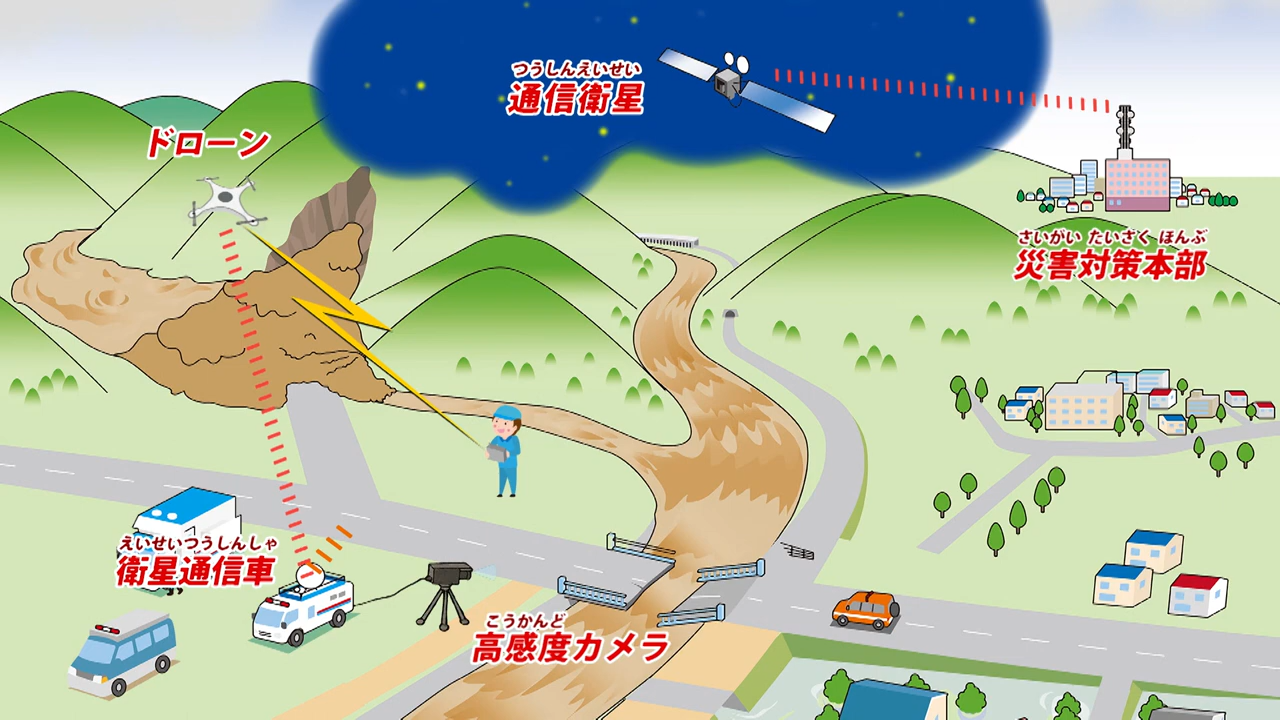 つうしんえいせい
通信衛星
ドローン
さいがい たいさく ほんぶ
災害対策本部
えいせいつうしんしゃ
衛星通信車
こうかんど
高感度カメラ